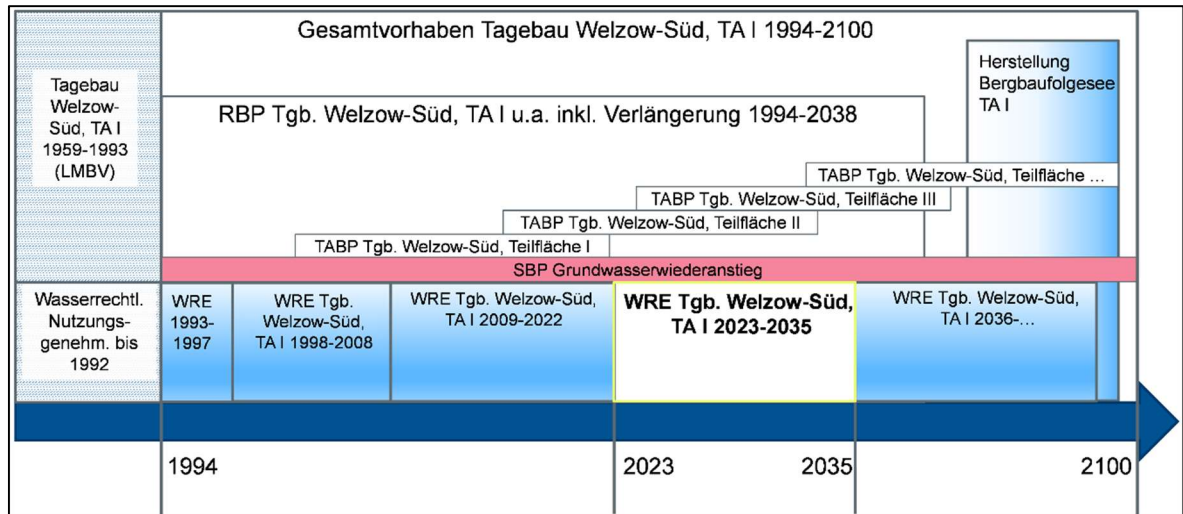 Gesamtvorhaben Tagebau Welzow-Süd, TA I 1994-2100
Tagebau
Welzow-
Süd, TA I
1959-1993
(LMBV)
Herstellung
Bergbaufolgesee
TA I
RBP Tgb. Welzow-Süd, TA I u.a. inkl. Verlängerung 1994-2038
TABP Tgb. Welzow-Süd, Teilfläche ...
TABP Tgb. Welzow-Süd, Teilfläche III
TABP Tgb. Welzow-Süd, Teilfläche II
TABP Tgb. Welzow-Süd, Teilfläche I
SBP Grundwasserwiederanstieg
Wasserrechtl.
Nutzungs-
genehm. bis
1992
WRE
1993-
1997
WRE Tgb.
Welzow-Süd,
TA I 1998-2008
WRE Tgb. Welzow-Süd,
TA I 2009-2022
WRE Tgb. Welzow-Süd,
TA I 2023-2035
WRE Tgb. Welzow-Süd,
TA I 2036-...
1994
2023
2035
2100